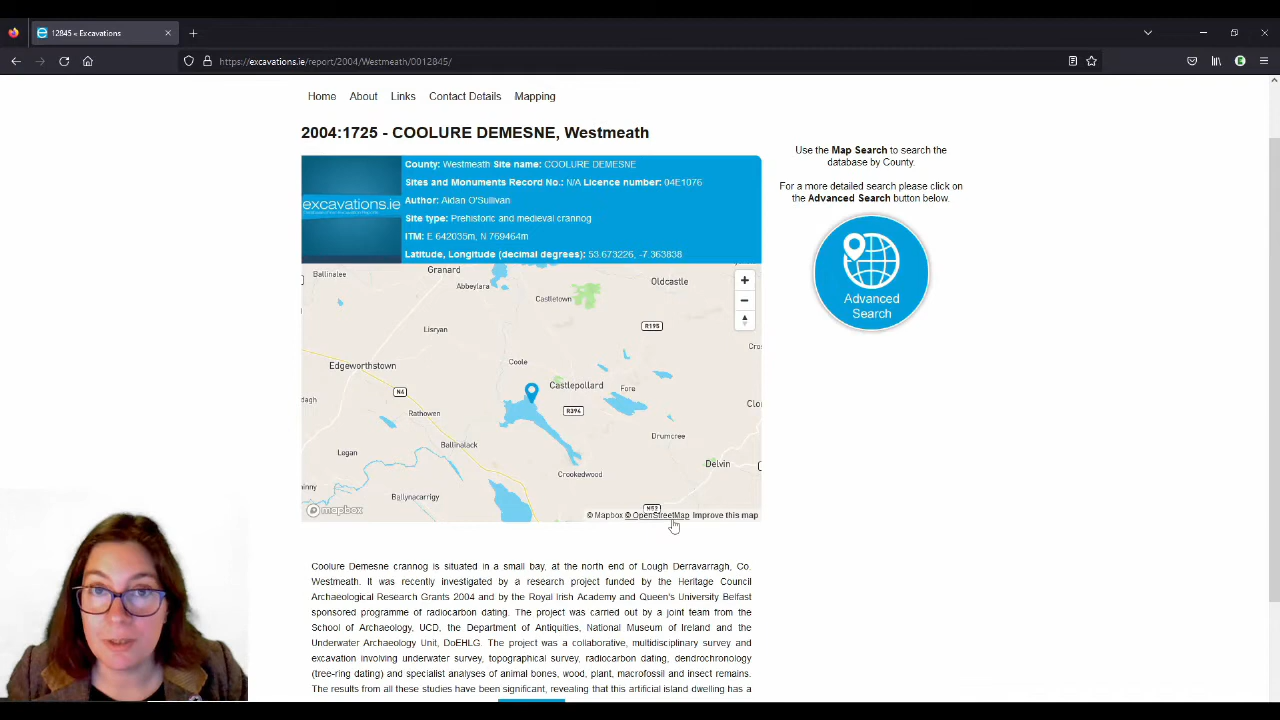 12845 « Excavations
https://excavations.ie/report/2004/Westmeath/0012845/
Home About Links Contact Details Mapping
2004:1725 - COOLURE DEMESNE, Westmeath
excavations.ie
County: Westmeath Site name: COOLURE DEMESNE
Sites and Monuments Record No.: N/A Licence number: 04E1076
Author: Aidan O'Sullivan
Site type: Prehistoric and medieval crannog
ITM: E 642035m, N 769464m
Latitude, Longitude (decimal degrees): 53.673226, -7.363838
Use the Map Search to search the
database by County.
For a more detailed search please click on
the Advanced Search button below.
Advanced
Search
Ballinalee
Granard
Abbeylara
Oldcastle
Castletown
Lisryan
R195
Coole
Cros
Edgeworthstown
Castlepollard
Fore
N4
dagh
Rathowen
R394
Clo
Drumcree
Ballinalack
Legan
Delvin
Crookedwood
inny
Ballynacarrigy
N52
mapbox
© Mapbox © OpenStreetMap Improve this map
Coolure Demesne crannog is situated in a small bay, at the north end of Lough Derravarragh, Co.
Westmeath. It was recently investigated by a research project funded by the Heritage Council
Archaeological Research Grants 2004 and by the Royal Irish Academy and Queen's University Belfast
sponsored programme of radiocarbon dating. The project was carried out by a joint team from the
School of Archaeology, UCD, the Department of Antiquities, National Museum of Ireland and the
Underwater Archaeology Unit, DoEHLG. The project was a collaborative, multidisciplinary survey and
excavation involving underwater survey, topographical survey, radiocarbon dating, dendrochronology
(tree-ring dating) and specialist analyses of animal bones, wood, plant, macrofossil and insect remains.
The results from all these studies have been significant, revealing that this artificial island dwelling has a